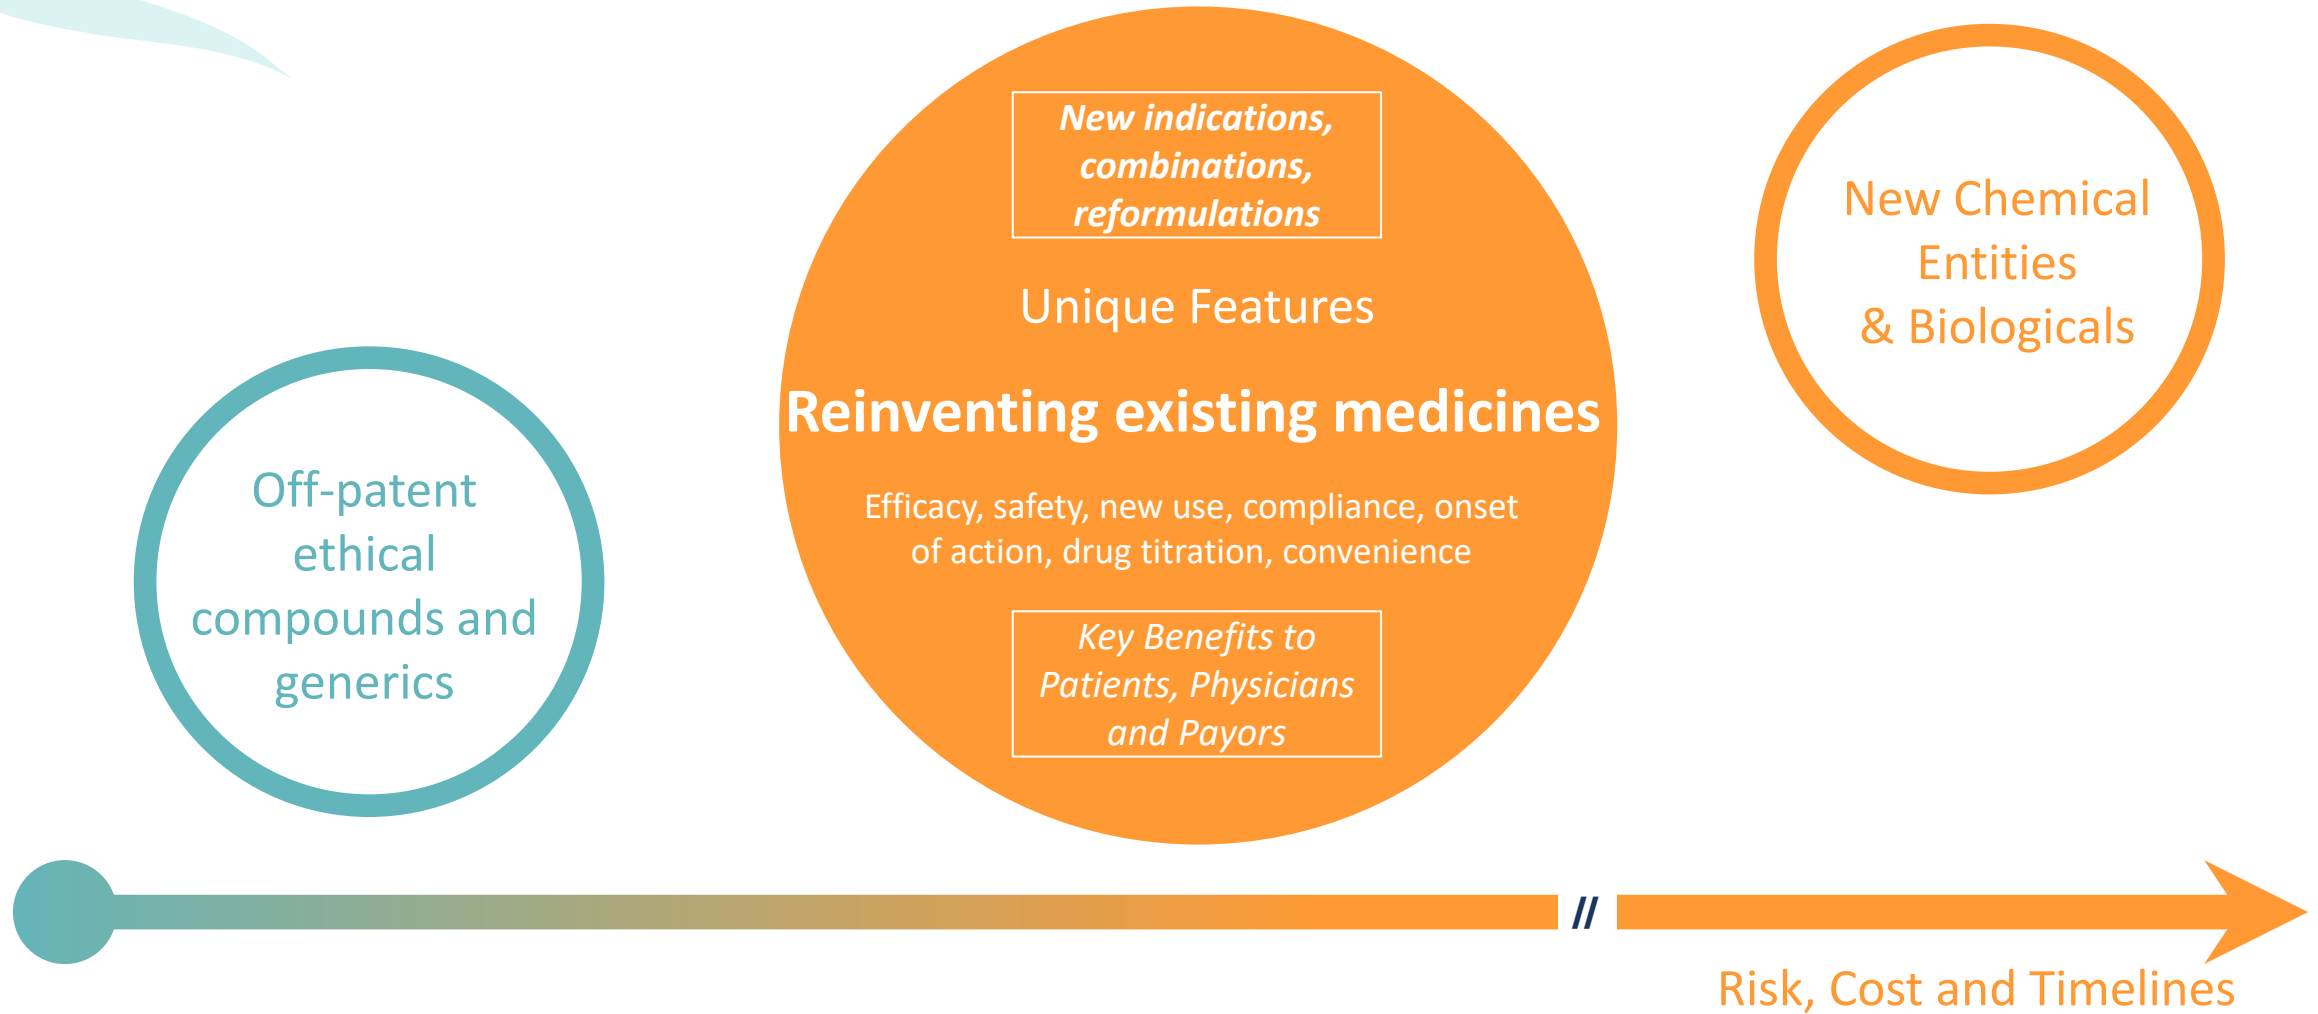 Off-patent
ethical
compounds and
generics
New indications,
combinations,
reformulations
Unique Features
Reinventing existing medicines
Efficacy, safety, new use, compliance, onset
of action, drug titration, convenience
Key Benefits to
Patients, Physicians
and Payors
New Chemical
Entities
& Biologicals
//
Risk, Cost and Timelines